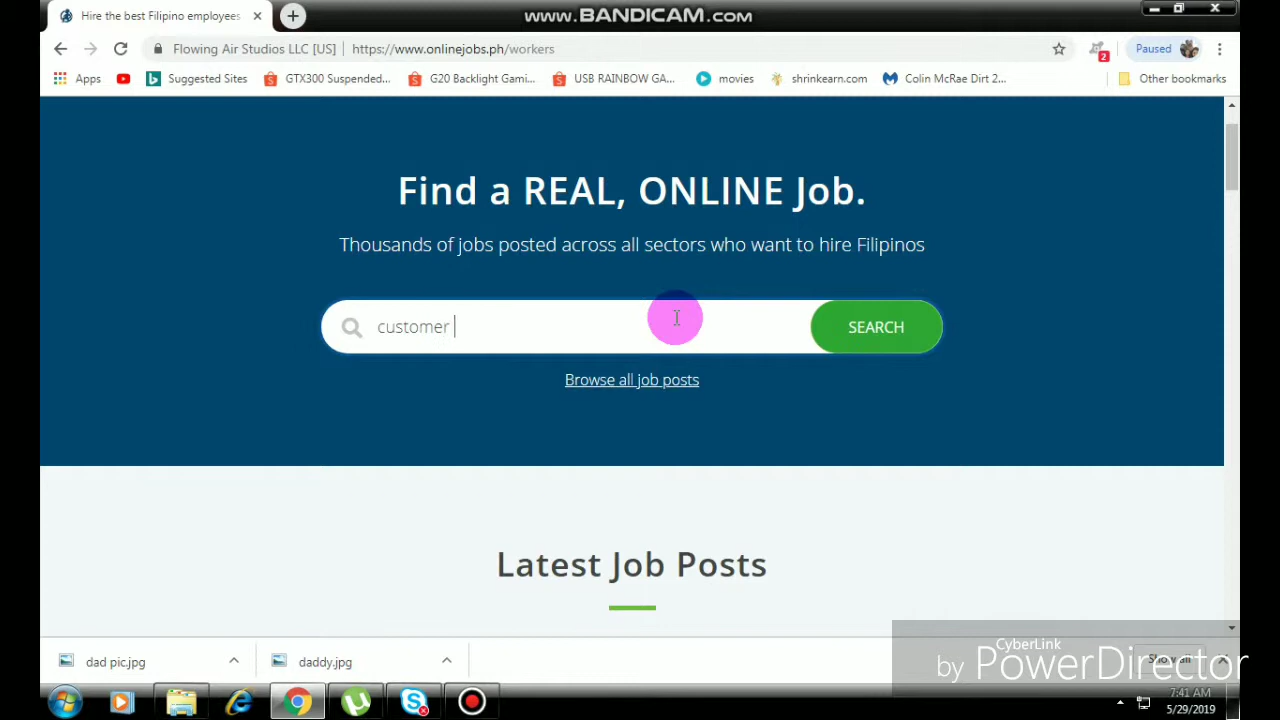 Hire the best Filipino employees
www.BANDICAM.com
Flowing Air Studios LLC [US] | https://www.onlinejobs.ph/workers
2
Paused
Apps
Suggested Sites
GTX300 Suspended...
G20 Backlight Gami...
USB RAINBOW GA...
movies
shrinkearn.com
Colin McRae Dirt 2...
Other bookmarks
Find a REAL, ONLINE Job.
Thousands of jobs posted across all sectors who want to hire Filipinos
customer
SEARCH
Browse all job posts
Latest Job Posts
dad pic.jpg
daddy.jpg
Show all
CyberLink
by PowerDirector
7:41 AM
5/29/2019